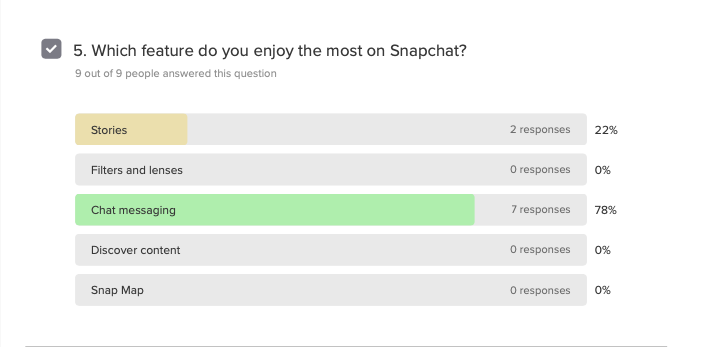 5. Which feature do you enjoy the most on Snapchat?
9 out of 9 people answered this question
Stories 2 responses 22%
Filters and lenses 0 responses 0%
Chat messaging 7 responses 78%
Discover content 0 responses 0%
Snap Map 0 responses 0%